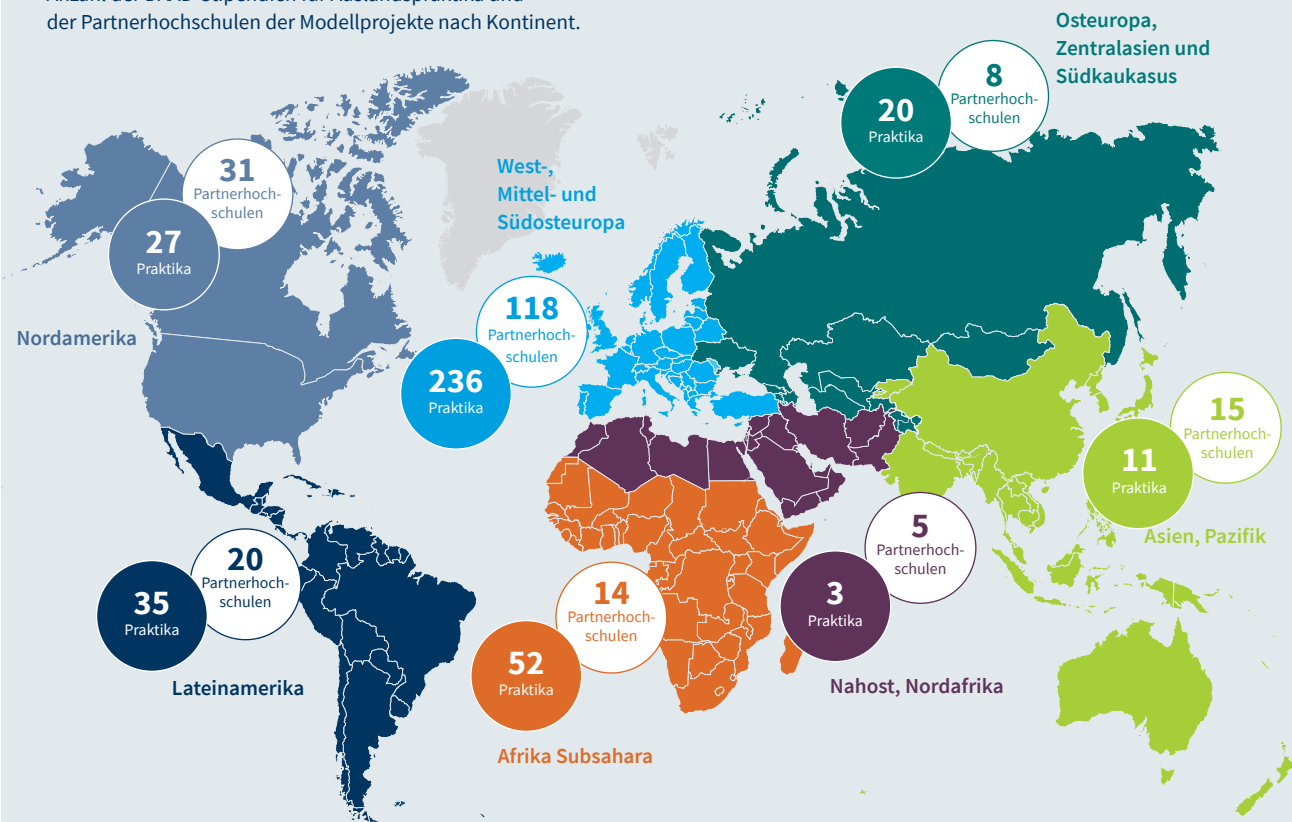 der Partnerhochschulen der Modellprojekte nach Kontinent.
Osteuropa,
Zentralasien und
Südkaukasus
8
Partnerhoch-
schulen
20
Praktika
31
Partnerhoch-
schulen
27
Praktika
Nordamerika
West-,
Mittel- und
Südosteuropa
118
Partnerhoch-
schulen
236
Praktika
15
Partnerhoch-
schulen
11
Praktika
Asien, Pazifik
5
Partnerhoch-
schulen
3
Praktika
Nahost, Nordafrika
20
Partnerhoch-
schulen
35
Praktika
Lateinamerika
14
Partnerhoch-
schulen
52
Praktika
Afrika Subsahara